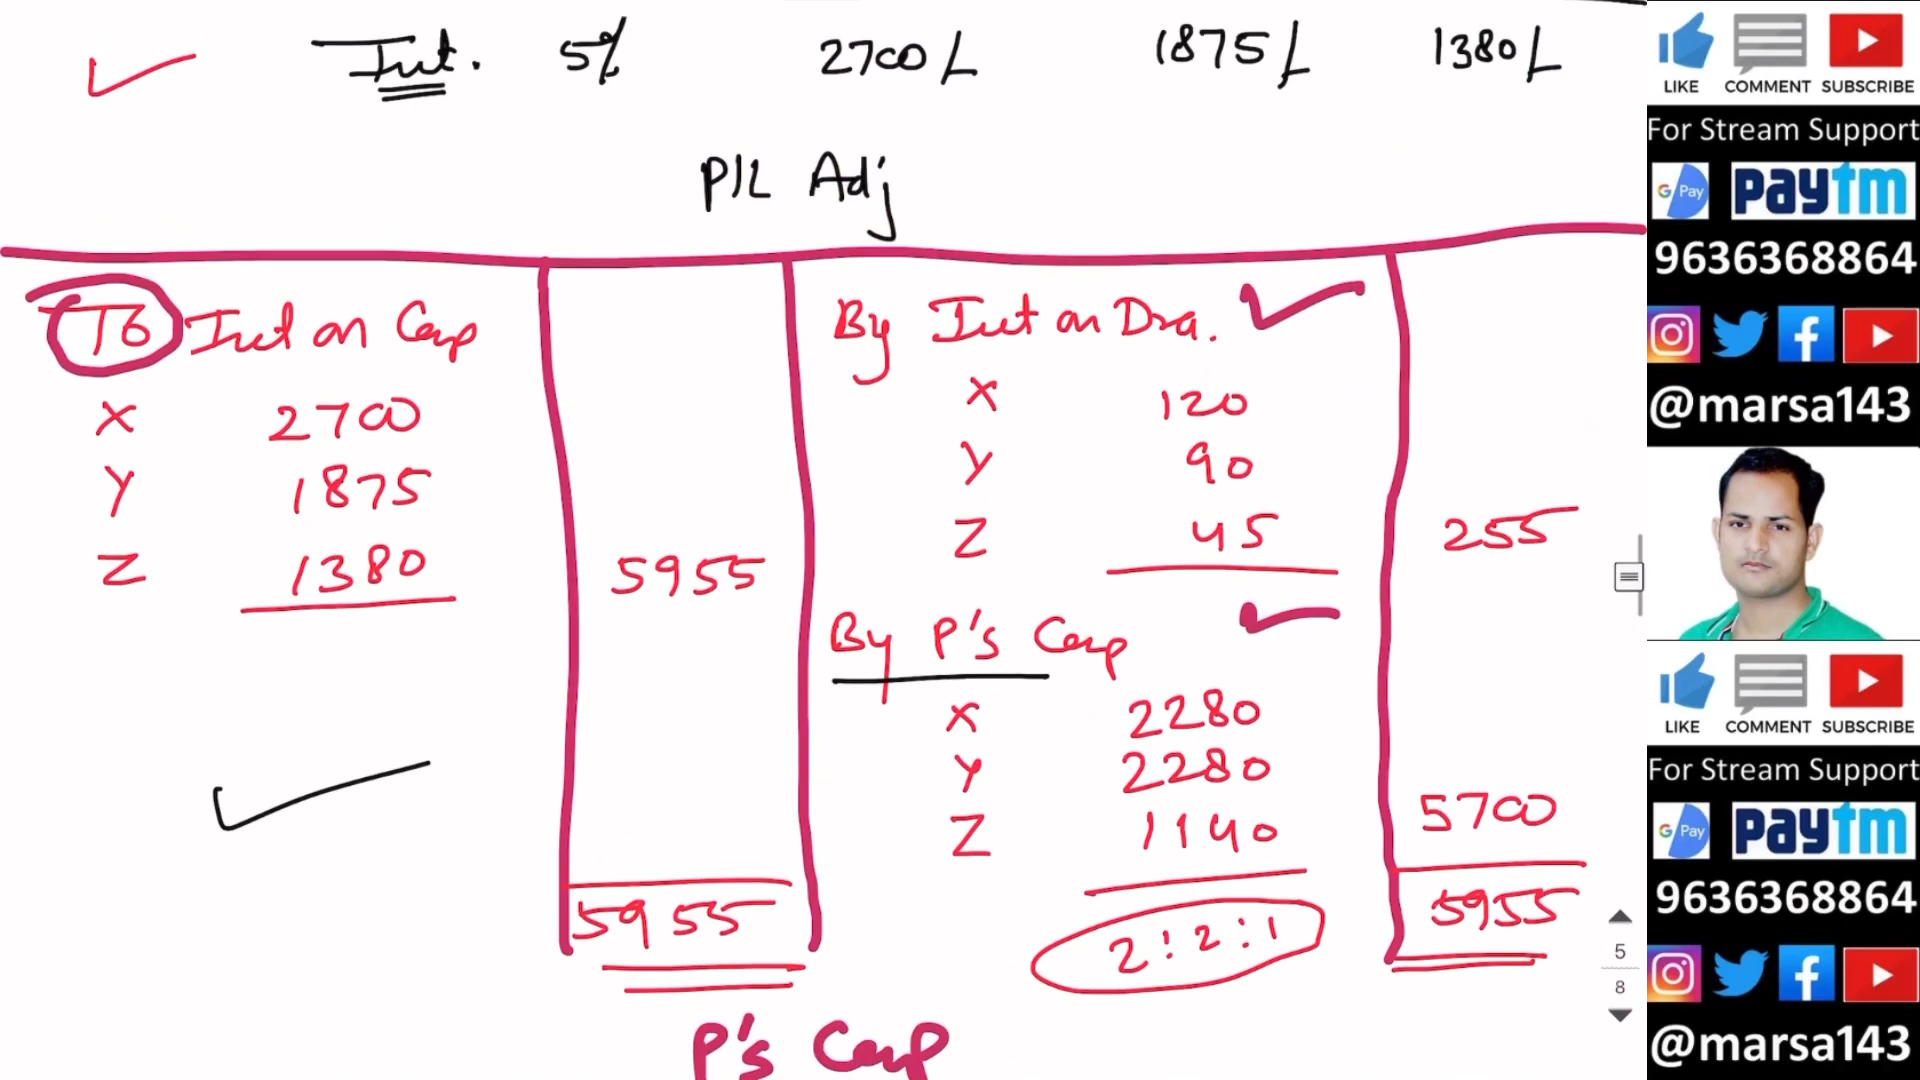 Int. 5% 2700/- 1875/- 1380/-
P/L Adj
To Int on Cap
X 2700
Y 1875
Z 1380
5955
5955
By Int on Dra.
X 120
Y 90
Z 45
255
By P's Cap
X 2280
Y 2280
Z 1140
5700
2:2:1
5955
P's Cap
LIKE COMMENT SUBSCRIBE
For Stream Support
G Pay paytm
9636368864
@marsa143
LIKE COMMENT SUBSCRIBE
For Stream Support
G Pay paytm
9636368864
@marsa143
5
8